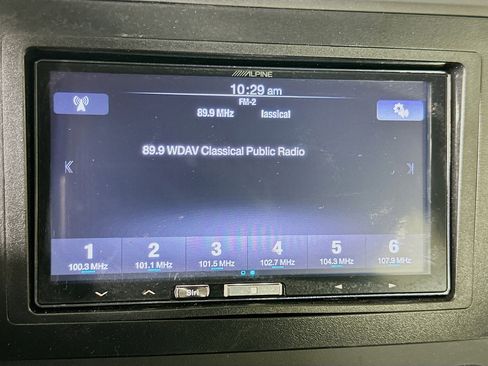 ALPINE
10:29 am
FM-2
89.9 MHz lassical
89.9 WDAV Classical Public Radio
1 2 3 4 5 6
100.3 MHz 101.1 MHz 101.5 MHz 102.7 MHz 104.3 MHz 107.9 MHz
Siri